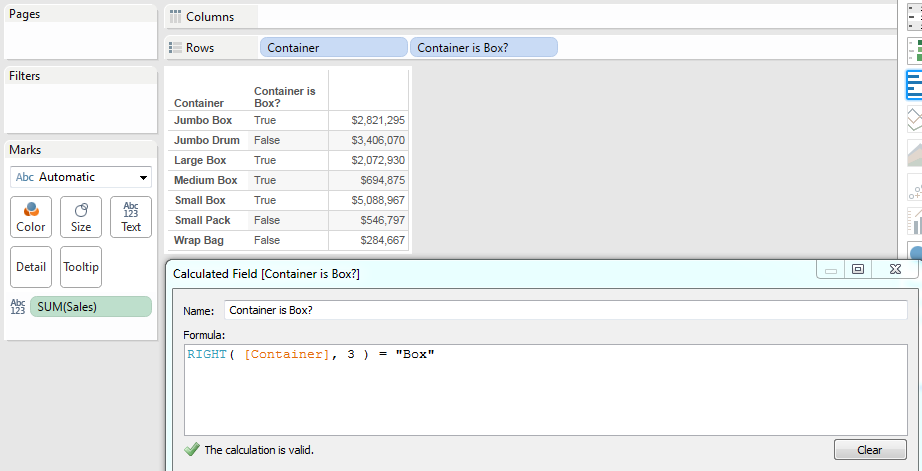 Pages
Columns
Rows Container Container is Box?
Filters
Container Container is Box?
Jumbo Box True $2,821,295
Jumbo Drum False $3,406,070
Large Box True $2,072,930
Medium Box True $694,875
Small Box True $5,088,967
Small Pack False $546,797
Wrap Bag False $284,667
Marks
Abc Automatic
Color Size Abc 123 Text
Detail Tooltip
Abc 123 SUM(Sales)
Calculated Field [Container is Box?]
Name: Container is Box?
Formula:
RIGHT( [Container], 3 ) = "Box"
The calculation is valid.
Clear